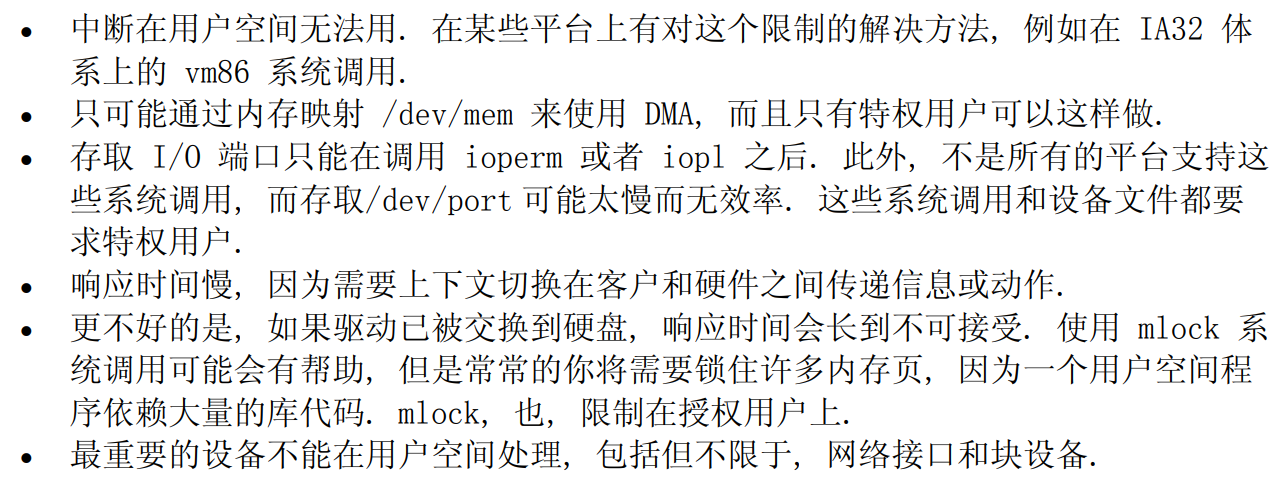 • 中断在用户空间无法用. 在某些平台上有对这个限制的解决方法, 例如在 IA32 体
系上的 vm86 系统调用.
• 只可能通过内存映射 /dev/mem 来使用 DMA, 而且只有特权用户可以这样做.
• 存取 I/O 端口只能在调用 ioperm 或者 iopl 之后. 此外, 不是所有的平台支持这
些系统调用, 而存取/dev/port 可能太慢而无效率. 这些系统调用和设备文件都要
求特权用户.
• 响应时间慢, 因为需要上下文切换在客户和硬件之间传递信息或动作.
• 更不好的是, 如果驱动已被交换到硬盘, 响应时间会长到不可接受. 使用 mlock 系
统调用可能会有帮助, 但是常常的你将需要锁住许多内存页, 因为一个用户空间程
序依赖大量的库代码. mlock, 也, 限制在授权用户上.
• 最重要的设备不能在用户空间处理, 包括但不限于, 网络接口和块设备.